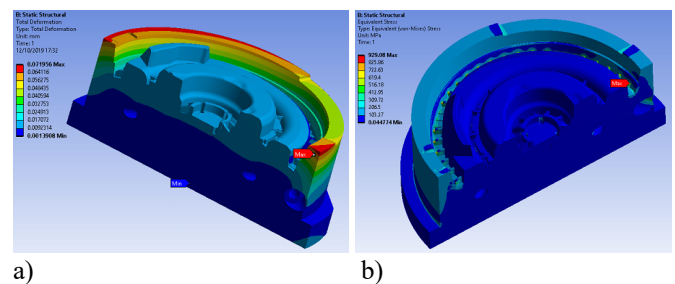 B: Static Structural
Total Deformation
Type: Total Deformation
Unit: mm
Time: 1
12/10/2019 17:32
0.071956 Max
0.064116
0.056275
0.048435
0.040594
0.032753
0.024913
0.017072
0.0092314
0.0013908 Min
Max
Min
a)
B: Static Structural
Equivalent Stress
Type: Equivalent (von-Mises) Stress
Unit: MPa
Time: 1
929.08 Max
825.86
722.63
619.4
516.18
412.95
309.72
206.5
103.27
0.044774 Min
Max
b)